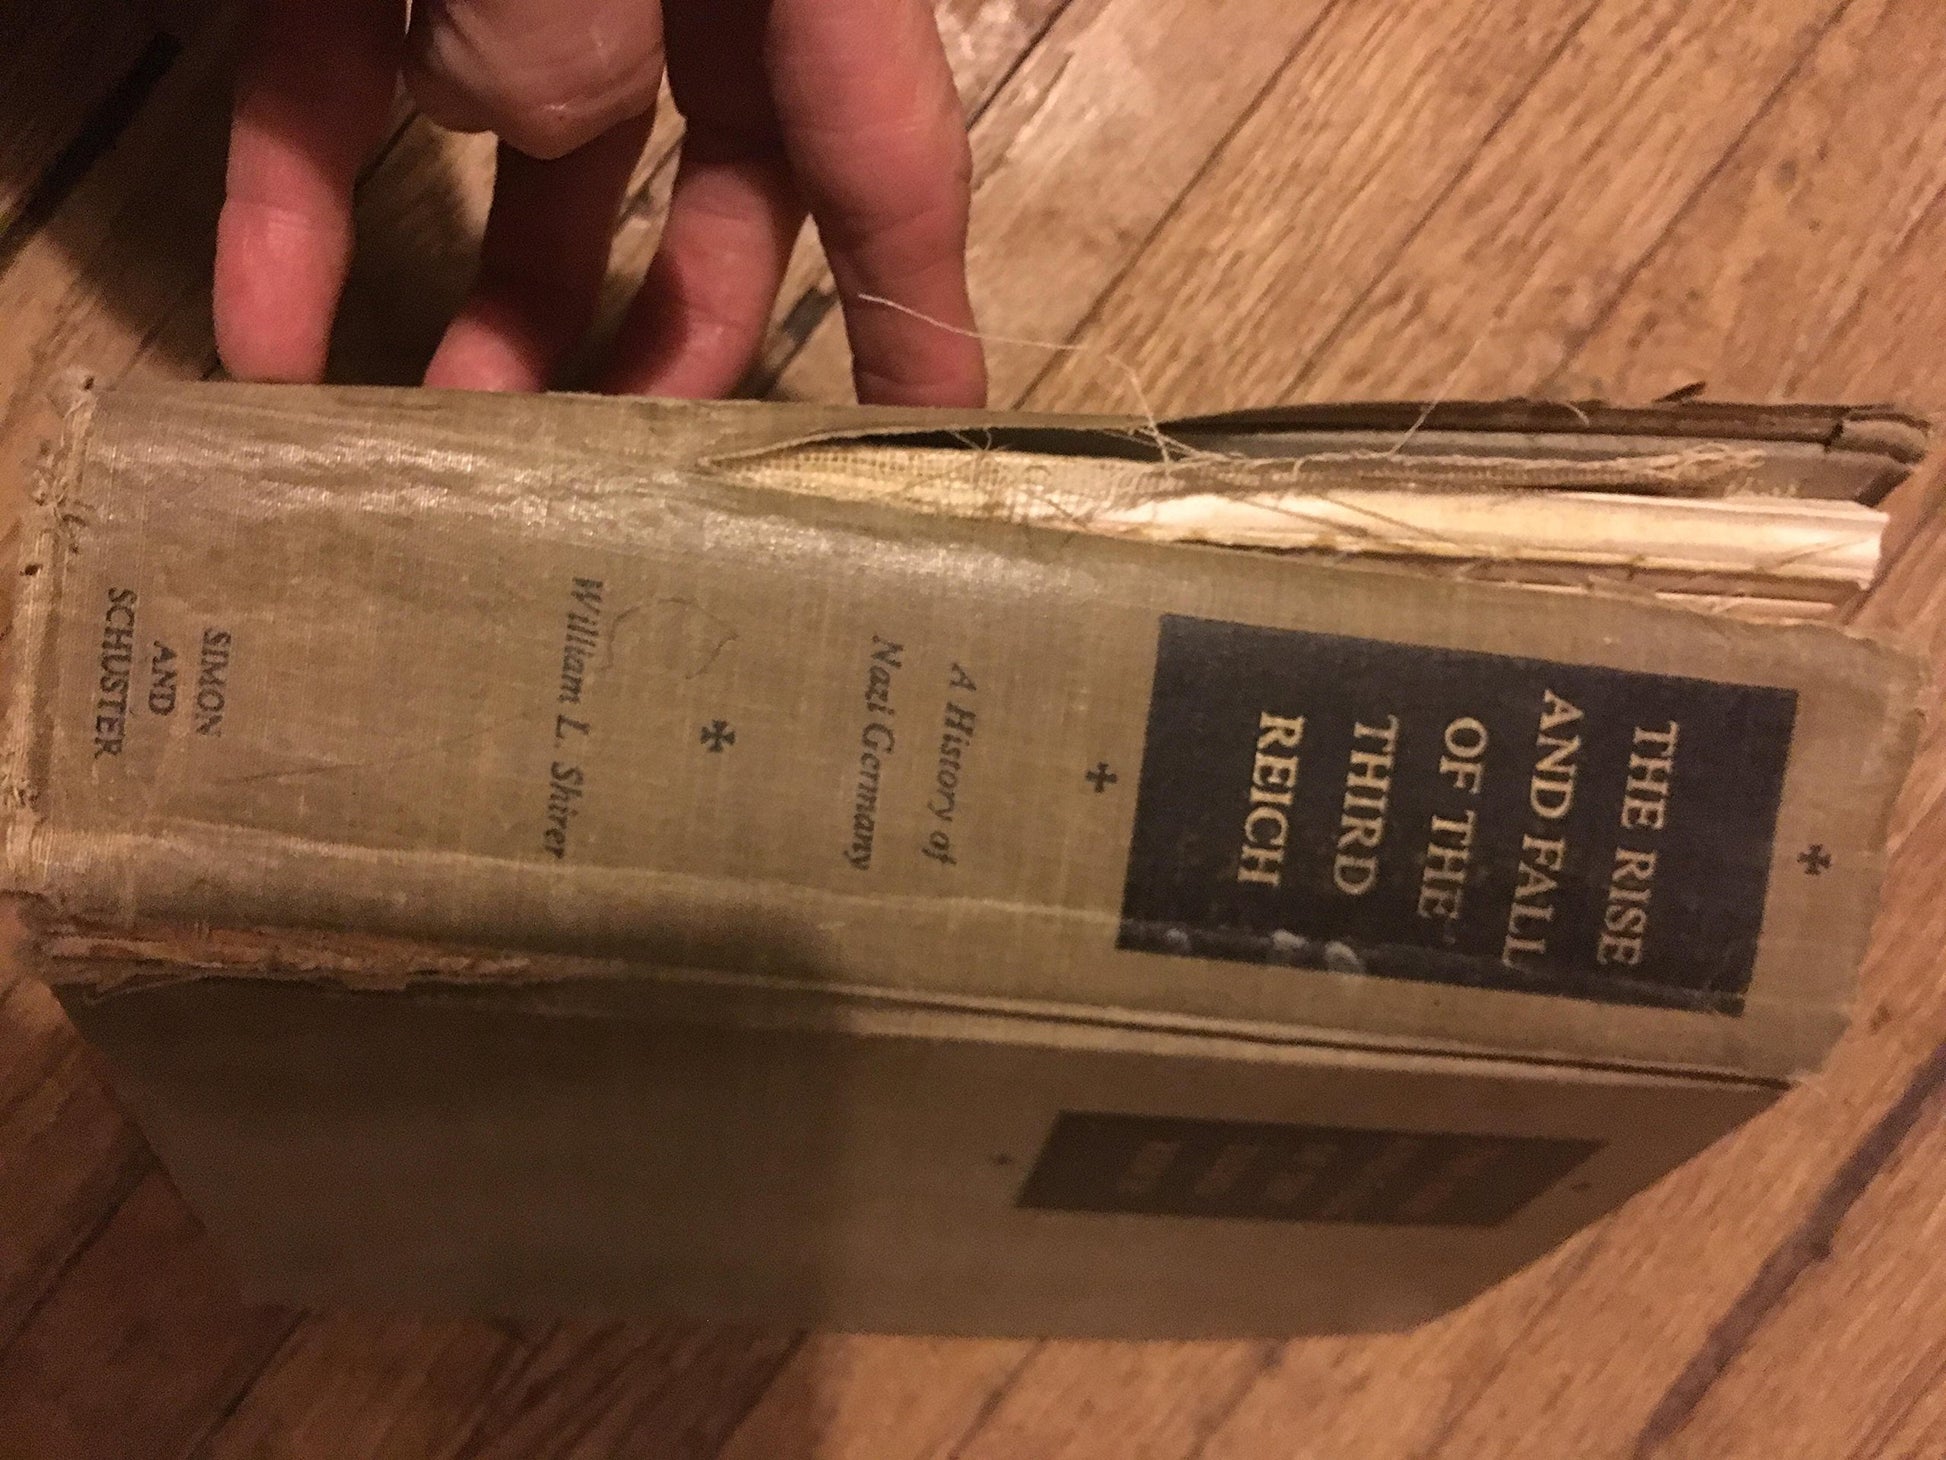 THE RISE
AND FALL
OF THE
THIRD
REICH
A History of
Nazi Germany
William L. Shirer
SIMON
AND
SCHUSTER